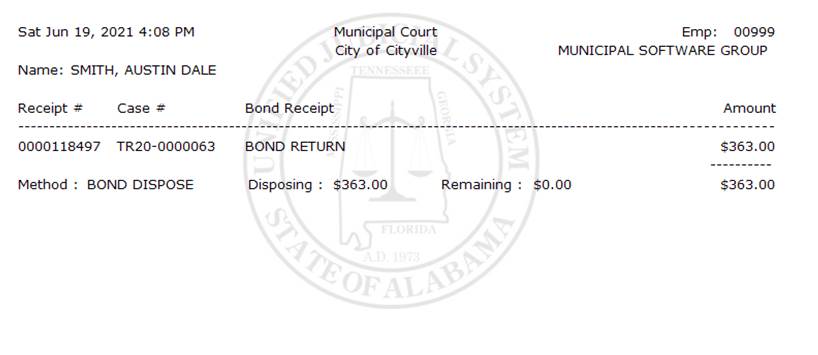 Sat Jun 19, 2021 4:08 PM Municipal Court Emp: 00999
City of Cityville MUNICIPAL SOFTWARE GROUP
Name: SMITH, AUSTIN DALE
Receipt # Case # Bond Receipt Amount
0000118497 TR20-0000063 BOND RETURN $363.00
Method : BOND DISPOSE Disposing : $363.00 Remaining : $0.00 $363.00
UNIFIED JUDICIAL SYSTEM
TENNESSEE
MISSISSIPPI
GEORGIA
FLORIDA
A.D. 1973
STATE OF ALABAMA